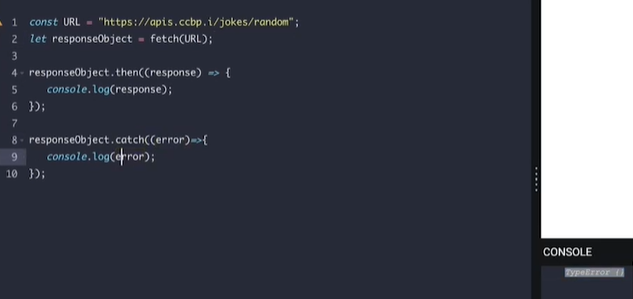 1 const URL = "https://apis.ccbp.i/jokes/random";
2 let responseObject = fetch(URL);
3
4 responseObject.then((response) => {
5 console.log(response);
6 });
7
8 responseObject.catch((error)=>{
9 console.log(error);
10 });
CONSOLE
TypeError {}